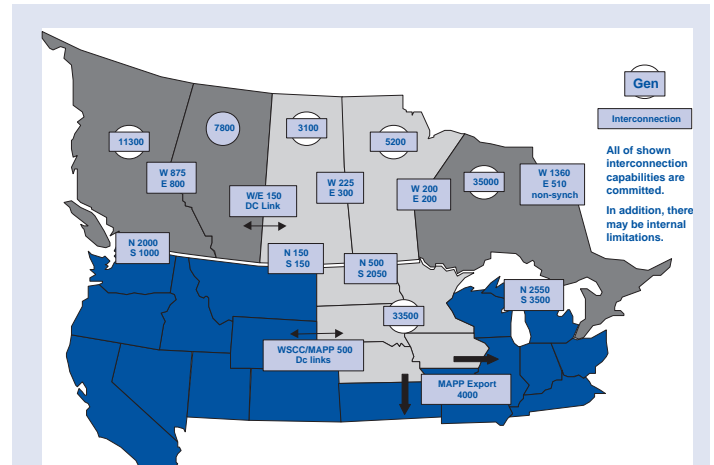 Gen
Interconnection
All of shown
interconnection
capabilities are
committed.
In addition, there
may be internal
limitations.
11300
7800
3100
5200
35000
W 875
E 800
W/E 150
DC Link
W 225
E 300
W 200
E 200
W 1360
E 510
non-synch
N 2000
S 1000
N 150
S 150
N 500
S 2050
N 2550
S 3500
33500
WSCC/MAPP 500
Dc links
MAPP Export
4000